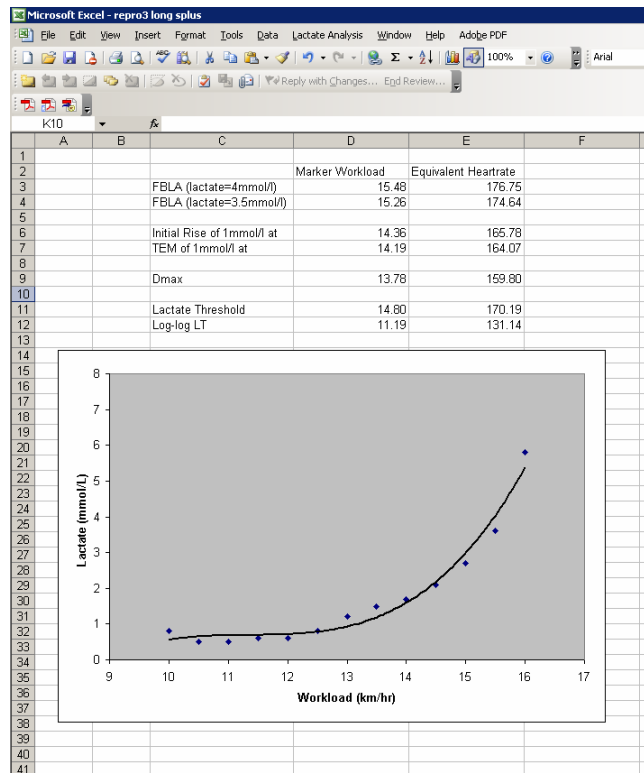 Microsoft Excel - repro3 long splus
File Edit View Insert Format Tools Data Lactate Analysis Window Help Adobe PDF
Σ 100% Arial
Reply with Changes... End Review...
K10 fx
A B C D E F
1
2 Marker Workload Equivalent Heartrate
3 FBLA (lactate=4mmol/l) 15.48 176.75
4 FBLA (lactate=3.5mmol/l) 15.26 174.64
5
6 Initial Rise of 1mmol/l at 14.36 165.78
7 TEM of 1mmol/l at 14.19 164.07
8
9 Dmax 13.78 159.80
10
11 Lactate Threshold 14.80 170.19
12 Log-log LT 11.19 131.14
13
14
15
16
17
18
19
20
21
22
23
24
25
26
27
28
29
30
31
32
33
34
35
36
37
38
39
40
41
8
7
6
5
4
3
2
1
0
Lactate (mmol/L)
9 10 11 12 13 14 15 16 17
Workload (km/hr)